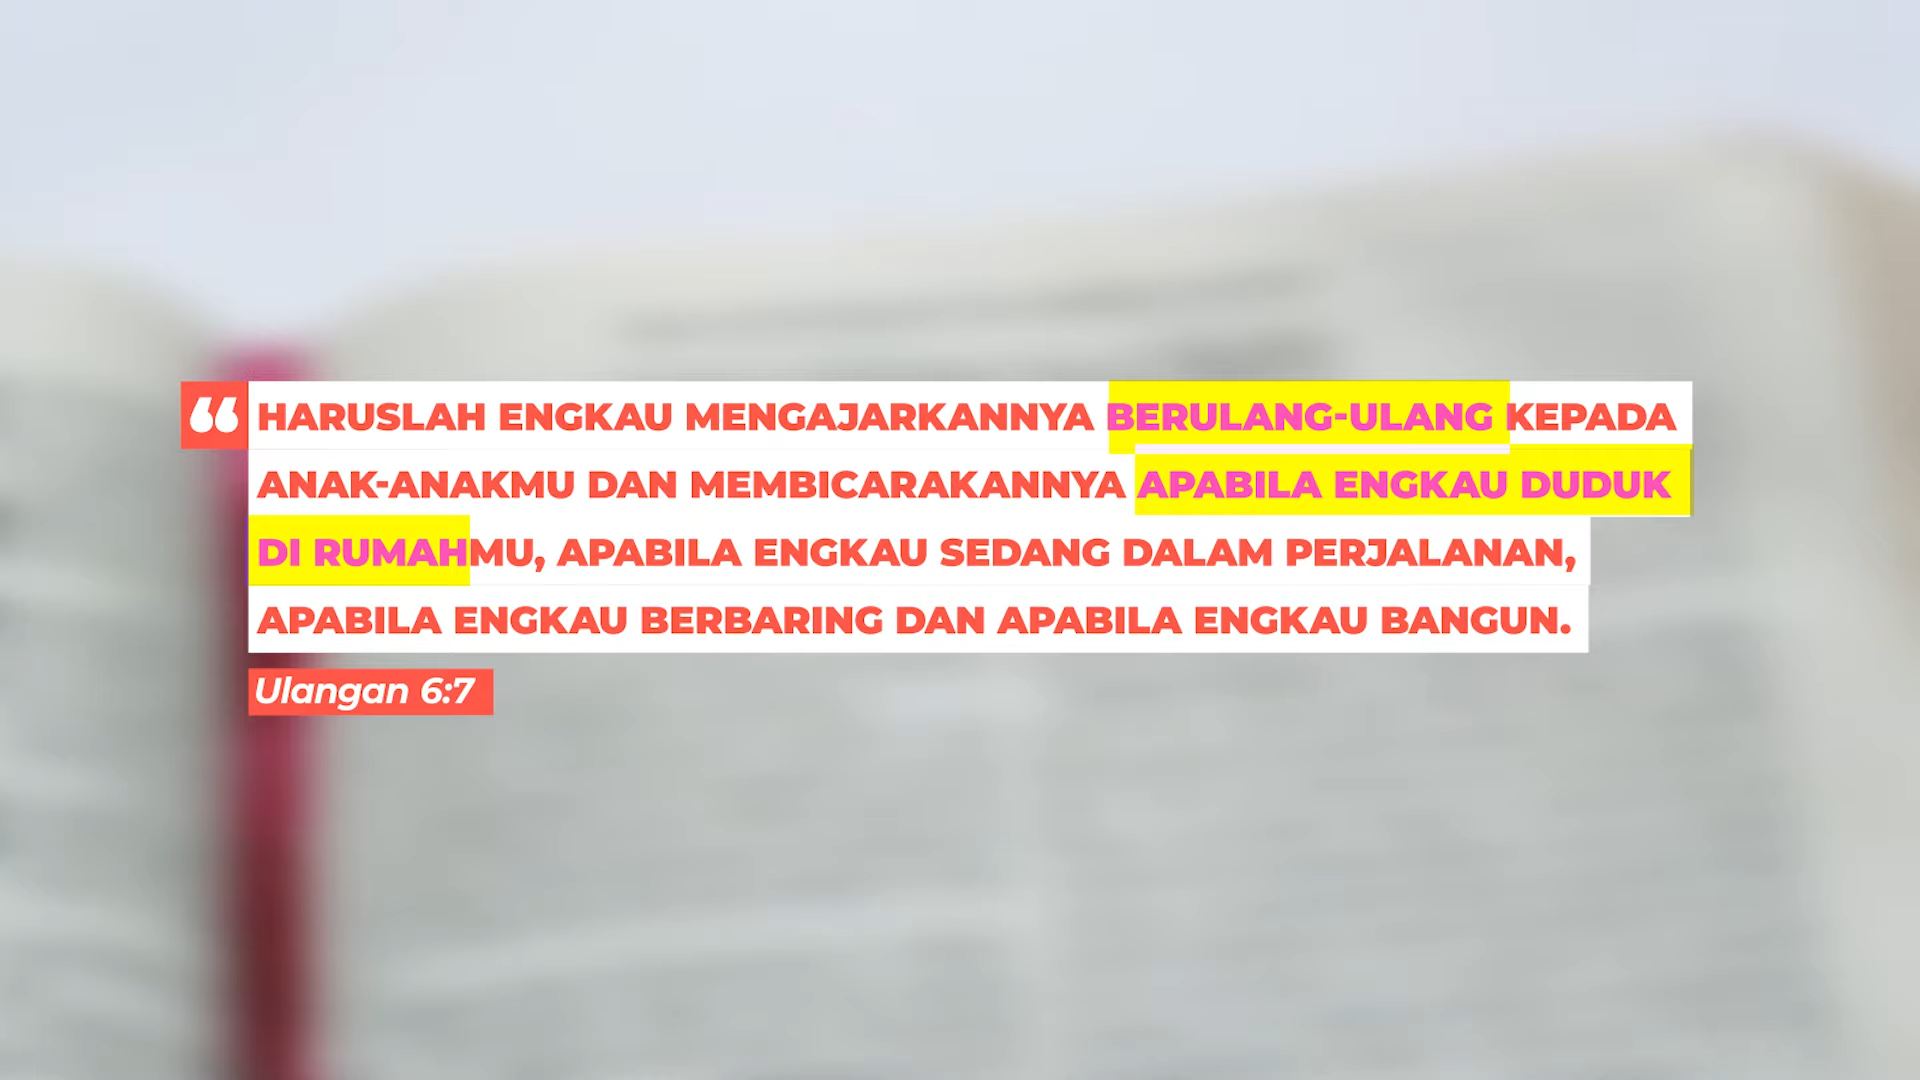 “ HARUSLAH ENGKAU MENGAJARKANNYA BERULANG-ULANG KEPADA
ANAK-ANAKMU DAN MEMBICARAKANNYA APABILA ENGKAU DUDUK
DI RUMAHMU, APABILA ENGKAU SEDANG DALAM PERJALANAN,
APABILA ENGKAU BERBARING DAN APABILA ENGKAU BANGUN.
Ulangan 6:7